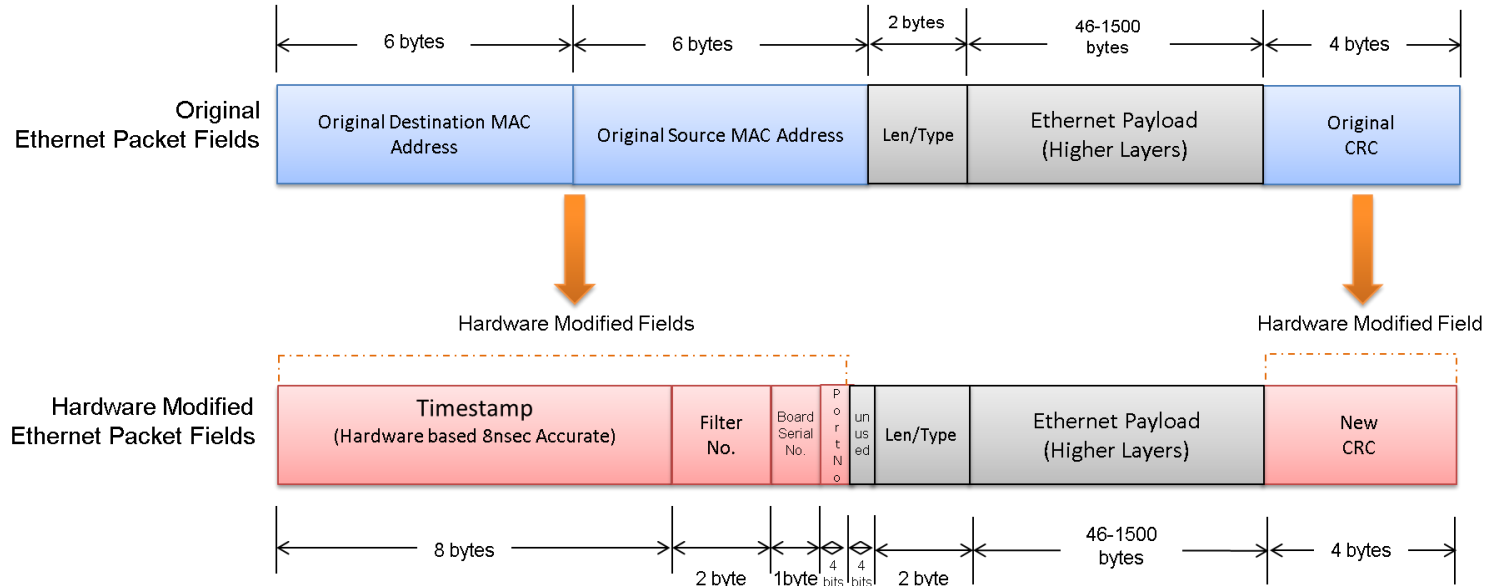 6 bytes
6 bytes
2 bytes
46-1500
bytes
4 bytes
Original
Ethernet Packet Fields
Original Destination MAC
Address
Original Source MAC Address
Len/Type
Ethernet Payload
(Higher Layers)
Original
CRC
Hardware Modified Fields
Hardware Modified Field
Hardware Modified
Ethernet Packet Fields
Timestamp
(Hardware based 8nsec Accurate)
Filter
No.
Board
Serial
No.
P
o
r
t
N
o
un
us
ed
Len/Type
Ethernet Payload
(Higher Layers)
New
CRC
8 bytes
2 byte
1byte
4
bits
4
bits
2 byte
46-1500
bytes
4 bytes